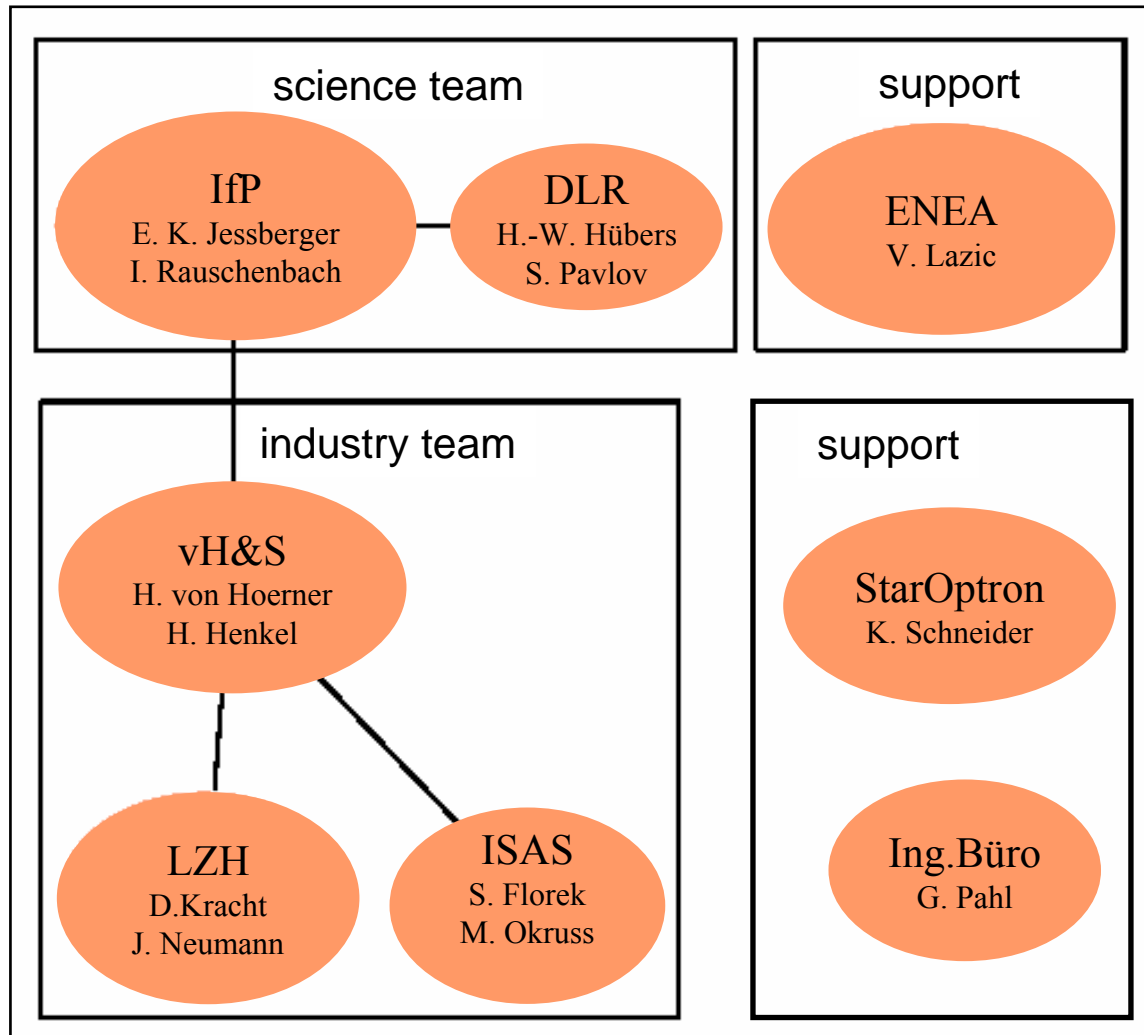 science team
IfP
E. K. Jessberger
I. Rauschenbach
DLR
H.-W. Hübers
S. Pavlov
support
ENEA
V. Lazic
industry team
vH&S
H. von Hoerner
H. Henkel
LZH
D.Kracht
J. Neumann
ISAS
S. Florek
M. Okruss
support
StarOptron
K. Schneider
Ing.Büro
G. Pahl